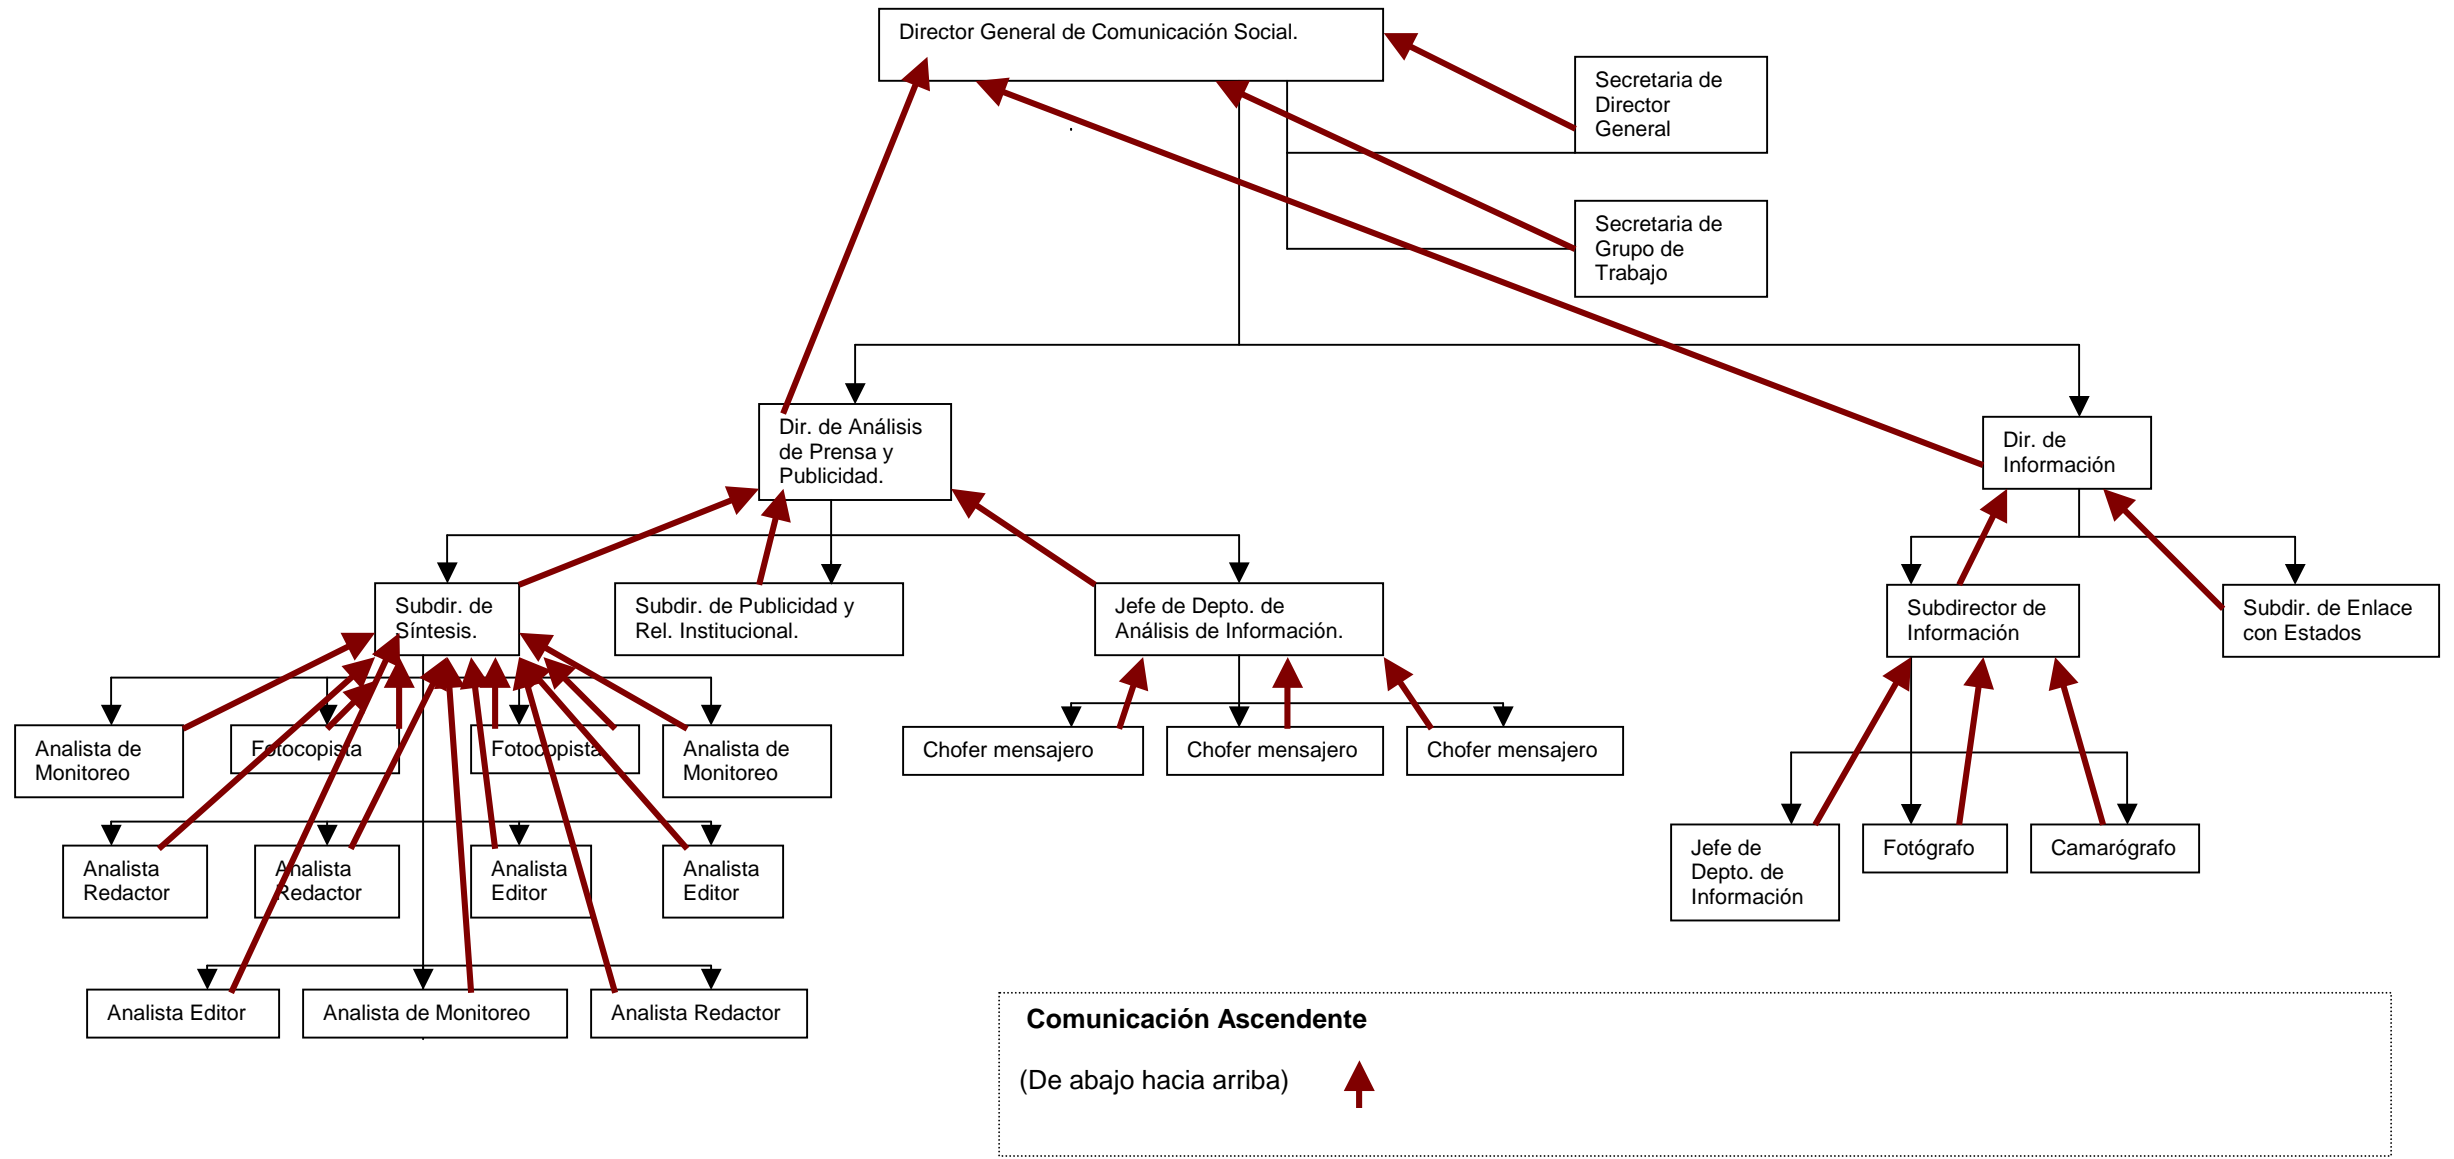 Director General de Comunicación Social.
Secretaria de
Director
General
Secretaria de
Grupo de
Trabajo
Dir. de Análisis
de Prensa y
Publicidad.
Dir. de
Información
Subdir. de
Síntesis.
Subdir. de Publicidad y
Rel. Institucional.
Jefe de Depto. de
Análisis de Información.
Subdirector de
Información
Subdir. de Enlace
con Estados
Analista de
Monitoreo
Fotocopista
Fotocopista
Analista de
Monitoreo
Chofer mensajero
Chofer mensajero
Chofer mensajero
Analista
Redactor
Analista
Redactor
Analista
Editor
Analista
Editor
Jefe de
Depto. de
Información
Fotógrafo
Camarógrafo
Analista Editor
Analista de Monitoreo
Analista Redactor
Comunicación Ascendente
(De abajo hacia arriba)